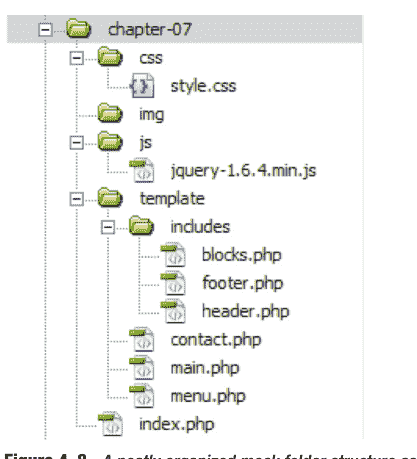 chapter-07
css
style.css
img
js
jquery-1.6.4.min.js
template
includes
blocks.php
footer.php
header.php
contact.php
main.php
menu.php
index.php